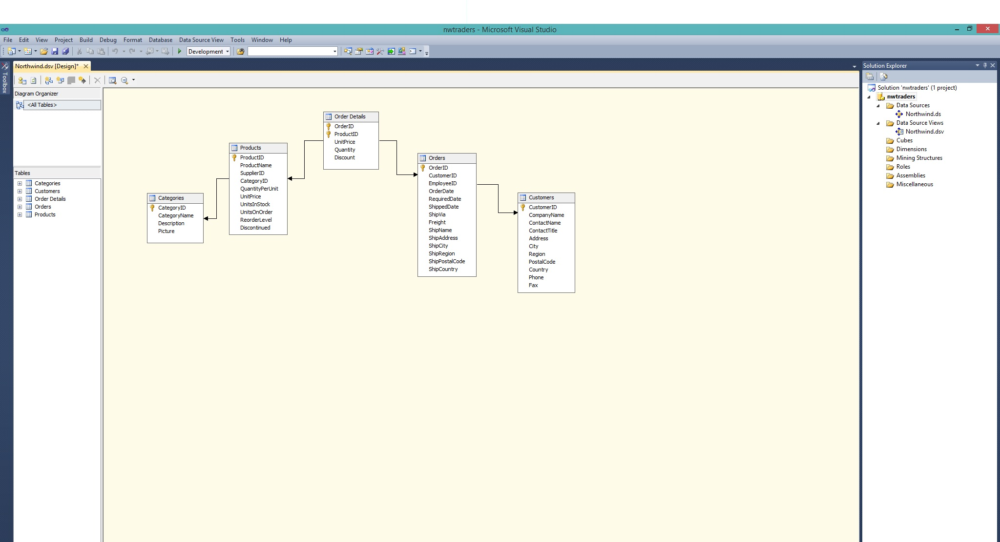 nwtraders - Microsoft Visual Studio
File Edit View Project Build Debug Format Database Data Source View Tools Window Help
Development
Toolbox
Northwind.dsv [Design]*
Diagram Organizer
<All Tables>
Tables
Categories
Customers
Order Details
Orders
Products
Categories
CategoryID
CategoryName
Description
Picture
Products
ProductID
ProductName
SupplierID
CategoryID
QuantityPerUnit
UnitPrice
UnitsInStock
UnitsOnOrder
ReorderLevel
Discontinued
Order Details
OrderID
ProductID
UnitPrice
Quantity
Discount
Orders
OrderID
CustomerID
EmployeeID
OrderDate
RequiredDate
ShippedDate
ShipVia
Freight
ShipName
ShipAddress
ShipCity
ShipRegion
ShipPostalCode
ShipCountry
Customers
CustomerID
CompanyName
ContactName
ContactTitle
Address
City
Region
PostalCode
Country
Phone
Fax
Solution Explorer
Solution 'nwtraders' (1 project)
nwtraders
Data Sources
Northwind.ds
Data Source Views
Northwind.dsv
Cubes
Dimensions
Mining Structures
Roles
Assemblies
Miscellaneous